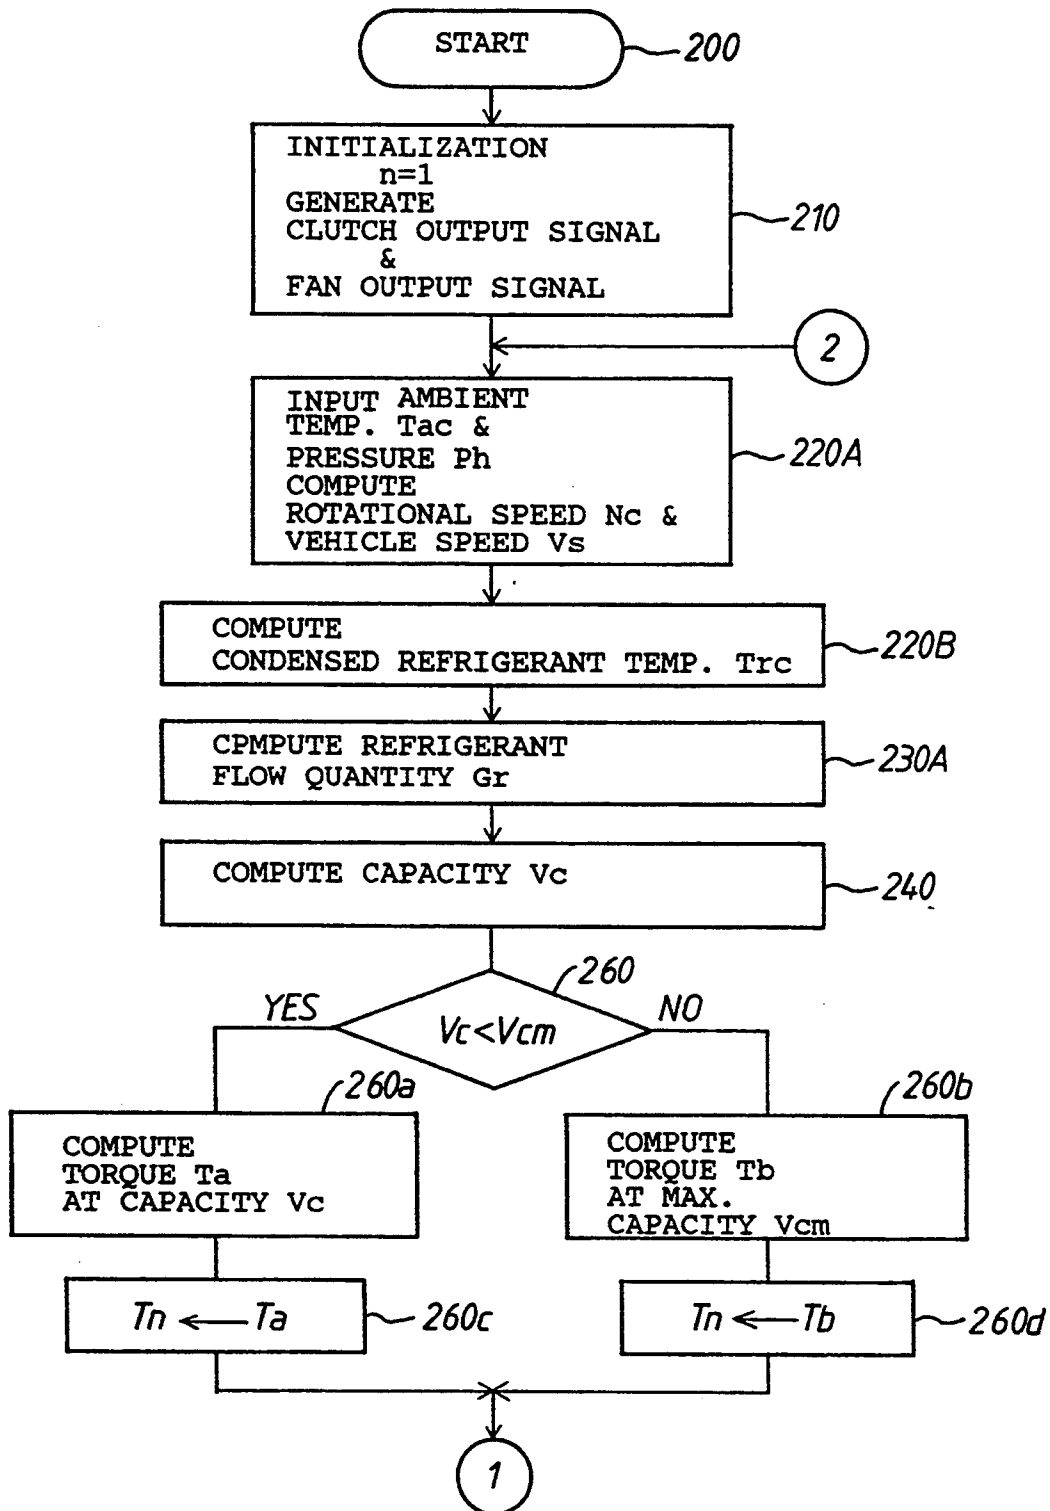 START
200
INITIALIZATION
n=1
GENERATE
CLUTCH OUTPUT SIGNAL
&
FAN OUTPUT SIGNAL
210
2
INPUT AMBIENT
TEMP. Tac &
PRESSURE Ph
COMPUTE
ROTATIONAL SPEED Nc &
VEHICLE SPEED Vs
220A
COMPUTE
CONDENSED REFRIGERANT TEMP. Trc
220B
CPMPUTE REFRIGERANT
FLOW QUANTITY Gr
230A
COMPUTE CAPACITY Vc
240
260
YES
Vc<Vcm
NO
260a
COMPUTE
TORQUE Ta
AT CAPACITY Vc
260b
COMPUTE
TORQUE Tb
AT MAX.
CAPACITY Vcm
Tn ← Ta
260c
Tn ← Tb
260d
1